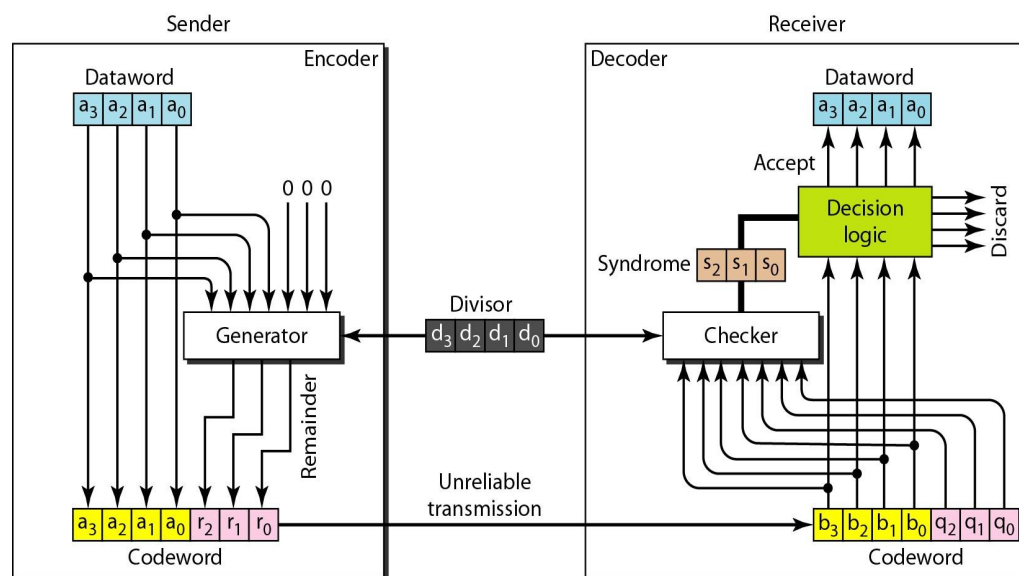 Sender
Receiver
Encoder
Decoder
Dataword
a3 a2 a1 a0
Dataword
a3 a2 a1 a0
Accept
0 0 0
Decision
logic
Discard
Syndrome
s2 s1 s0
Divisor
d3 d2 d1 d0
Generator
Checker
Remainder
Unreliable
transmission
a3 a2 a1 a0 r2 r1 r0
Codeword
b3 b2 b1 b0 q2 q1 q0
Codeword